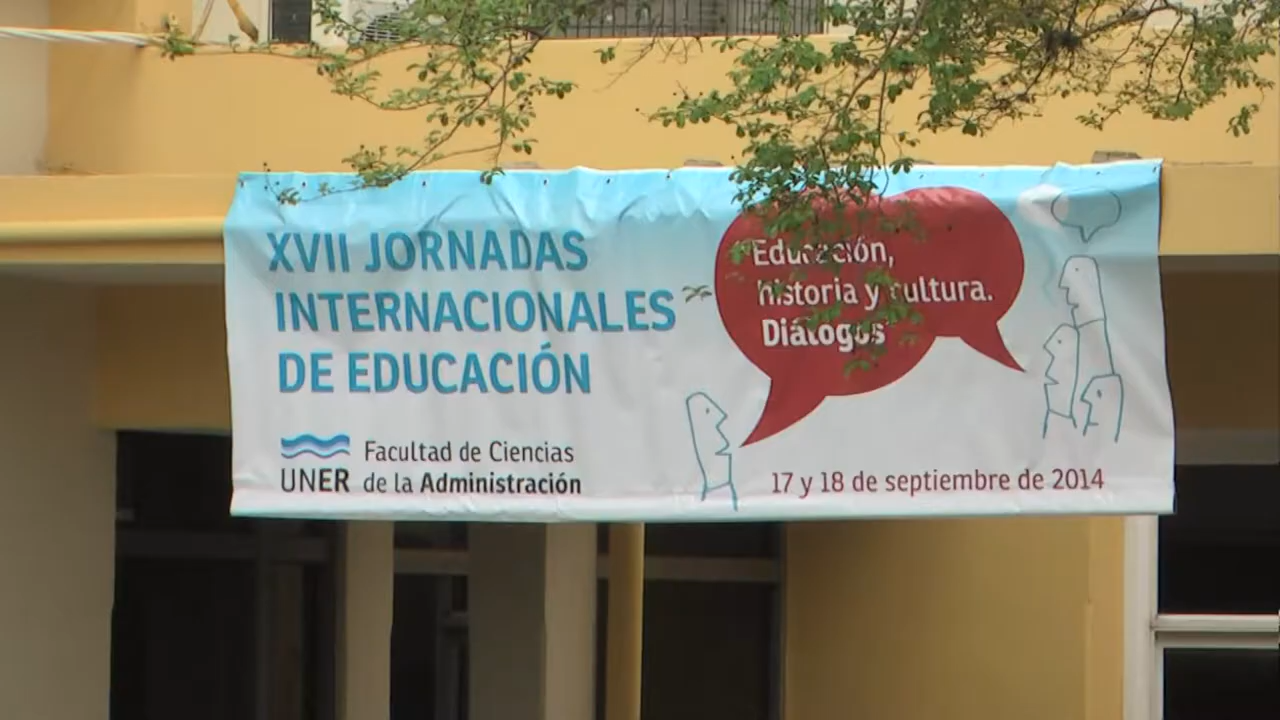 XVII JORNADAS
INTERNACIONALES
DE EDUCACIÓN
UNER
Facultad de Ciencias
de la Administración
"Educación,
historia y cultura.
Diálogos"
17 y 18 de septiembre de 2014